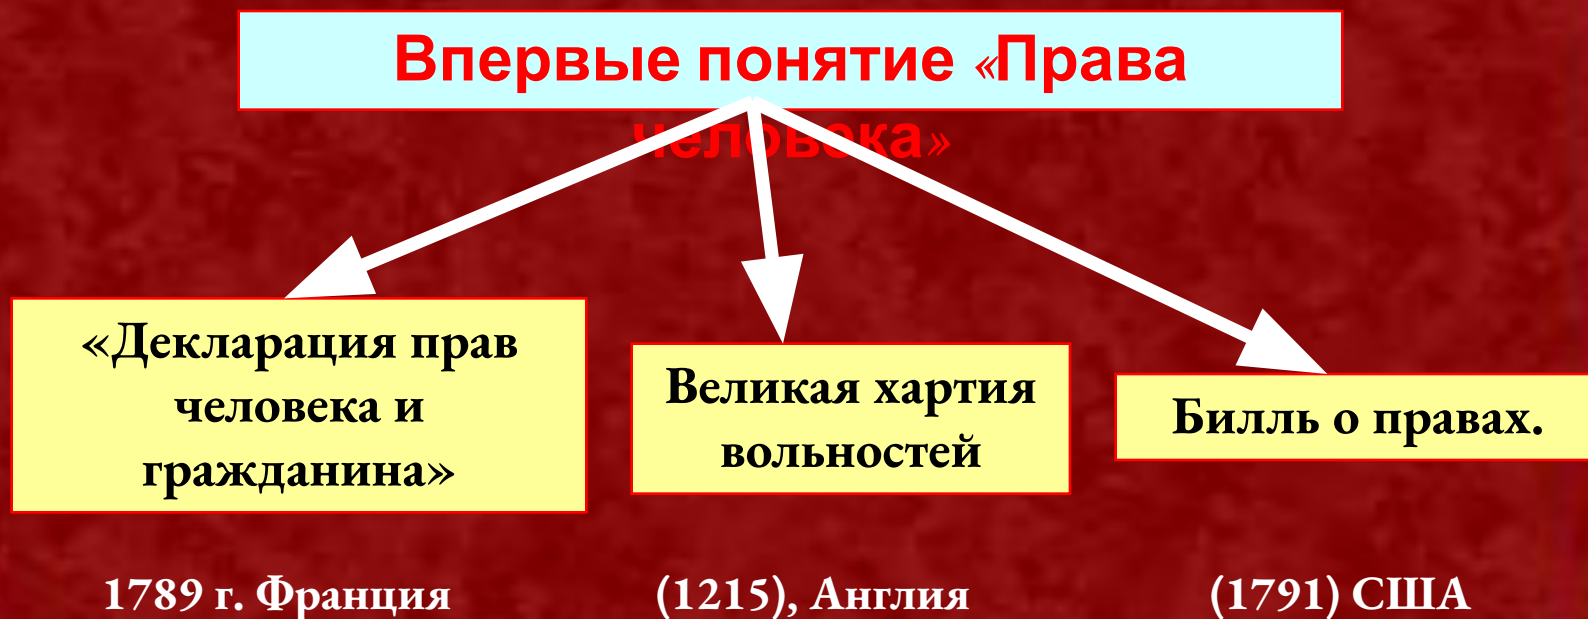 Впервые понятие «Права
человека»
«Декларация прав
человека и
гражданина»
Великая хартия
вольностей
Билль о правах.
1789 г. Франция
(1215), Англия
(1791) США